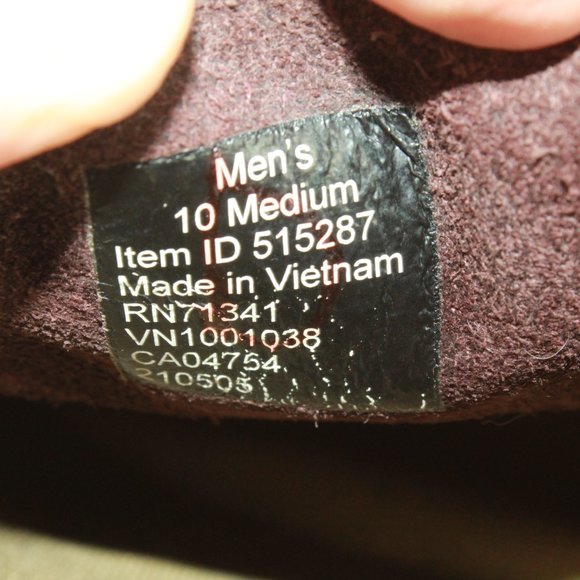 Men's
10 Medium
Item ID 515287
Made in Vietnam
RN71341
VN1001038
CA04754
210505